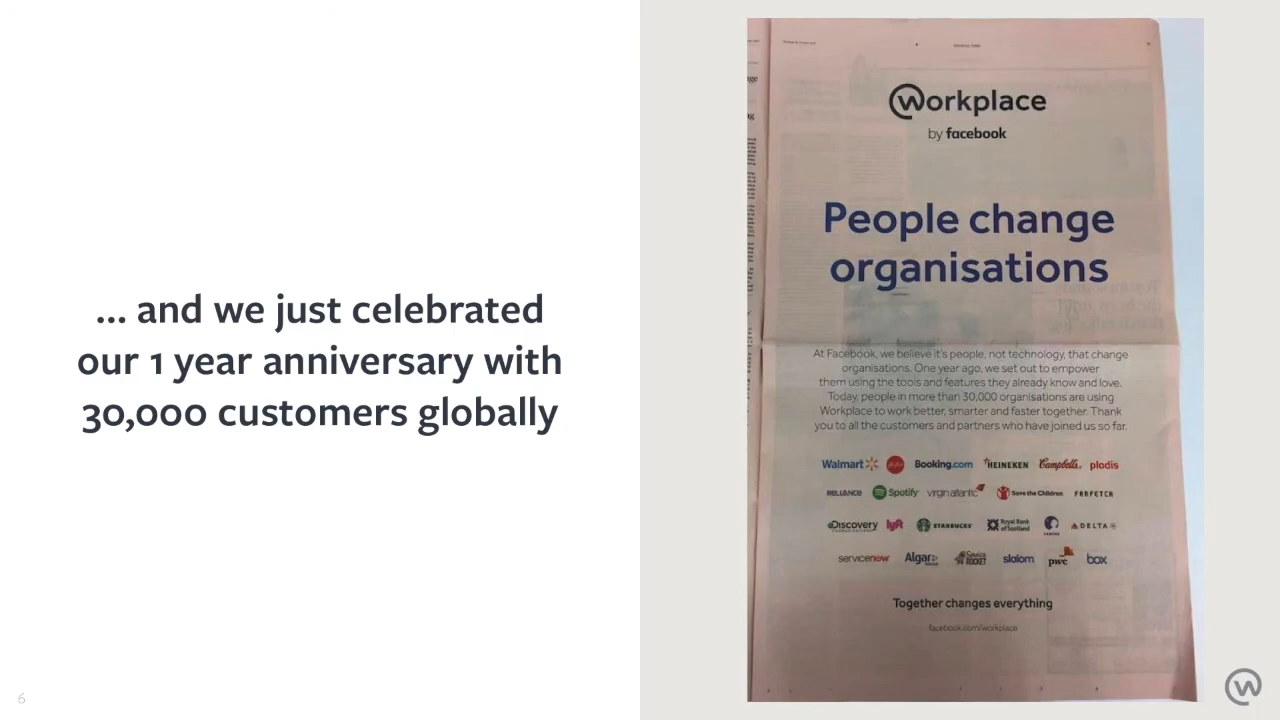 ... and we just celebrated
our 1 year anniversary with
30,000 customers globally
6
workplace
by facebook
People change
organisations
At Facebook, we believe it's people, not technology, that change
organisations. One year ago, we set out to empower
them using the tools and features they already know and love.
Today, people in more than 30,000 organisations are using
Workplace to work better, smarter and faster together. Thank
you to all the customers and partners who have joined us so far.
Walmart Booking.com HEINEKEN Campbell's plodis
RELIANCE Spotify virgin atlantic Save the Children FARFETCH
Discovery lyft STARBUCKS Royal Bank of Scotland DANONE DELTA
servicenow Algar Service ROCKET slalom pwc box
Together changes everything
facebook.com/workplace